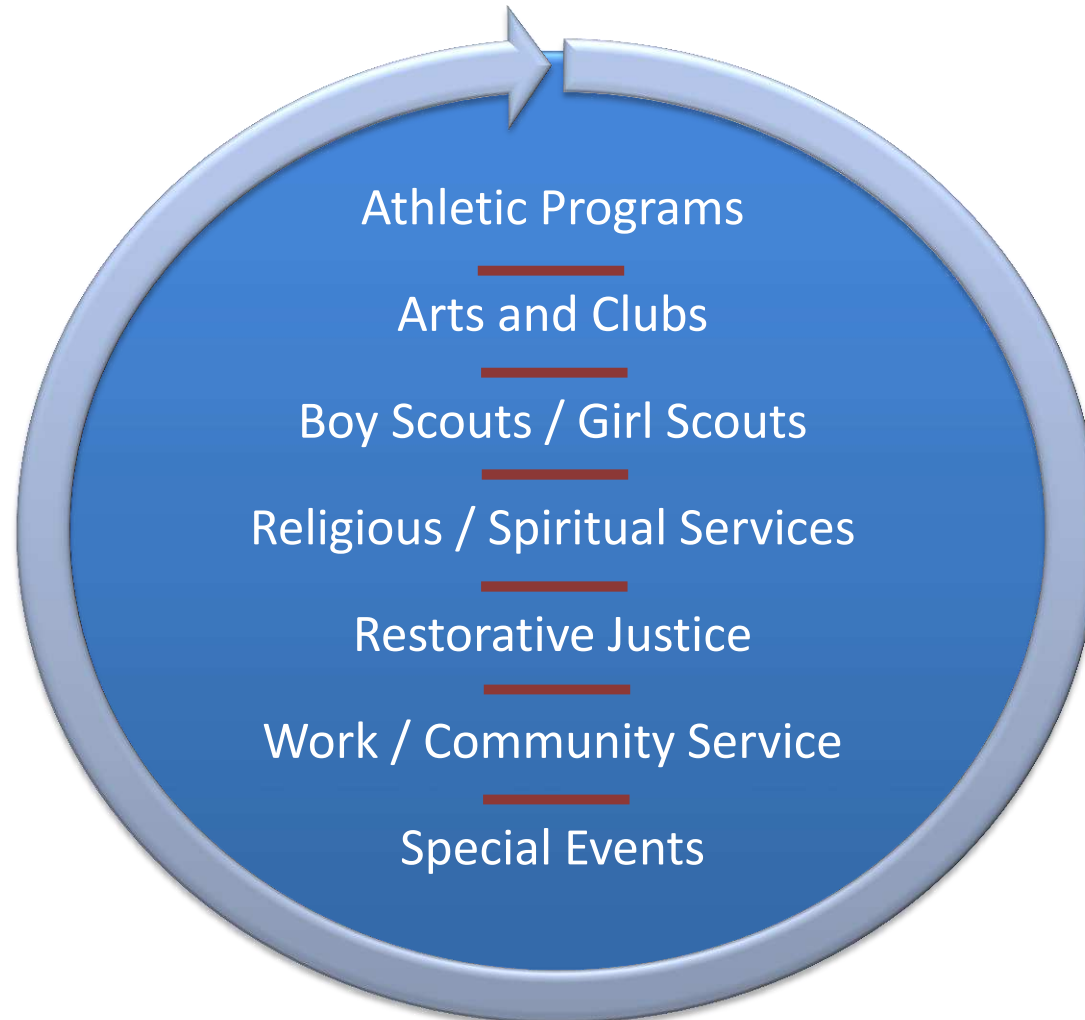 Athletic Programs
Arts and Clubs
Boy Scouts / Girl Scouts
Religious / Spiritual Services
Restorative Justice
Work / Community Service
Special Events